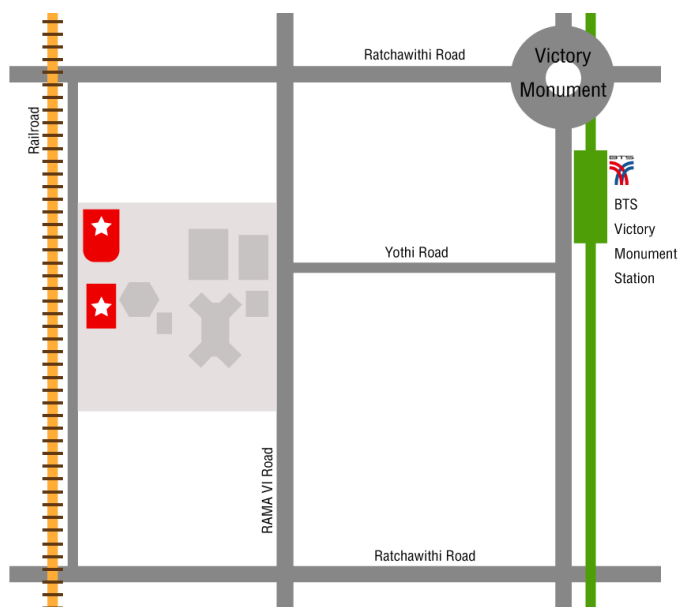 Ratchawithi Road
Victory
Monument
Railroad
BTS
BTS
Victory
Monument
Station
Yothi Road
RAMA VI Road
Ratchawithi Road